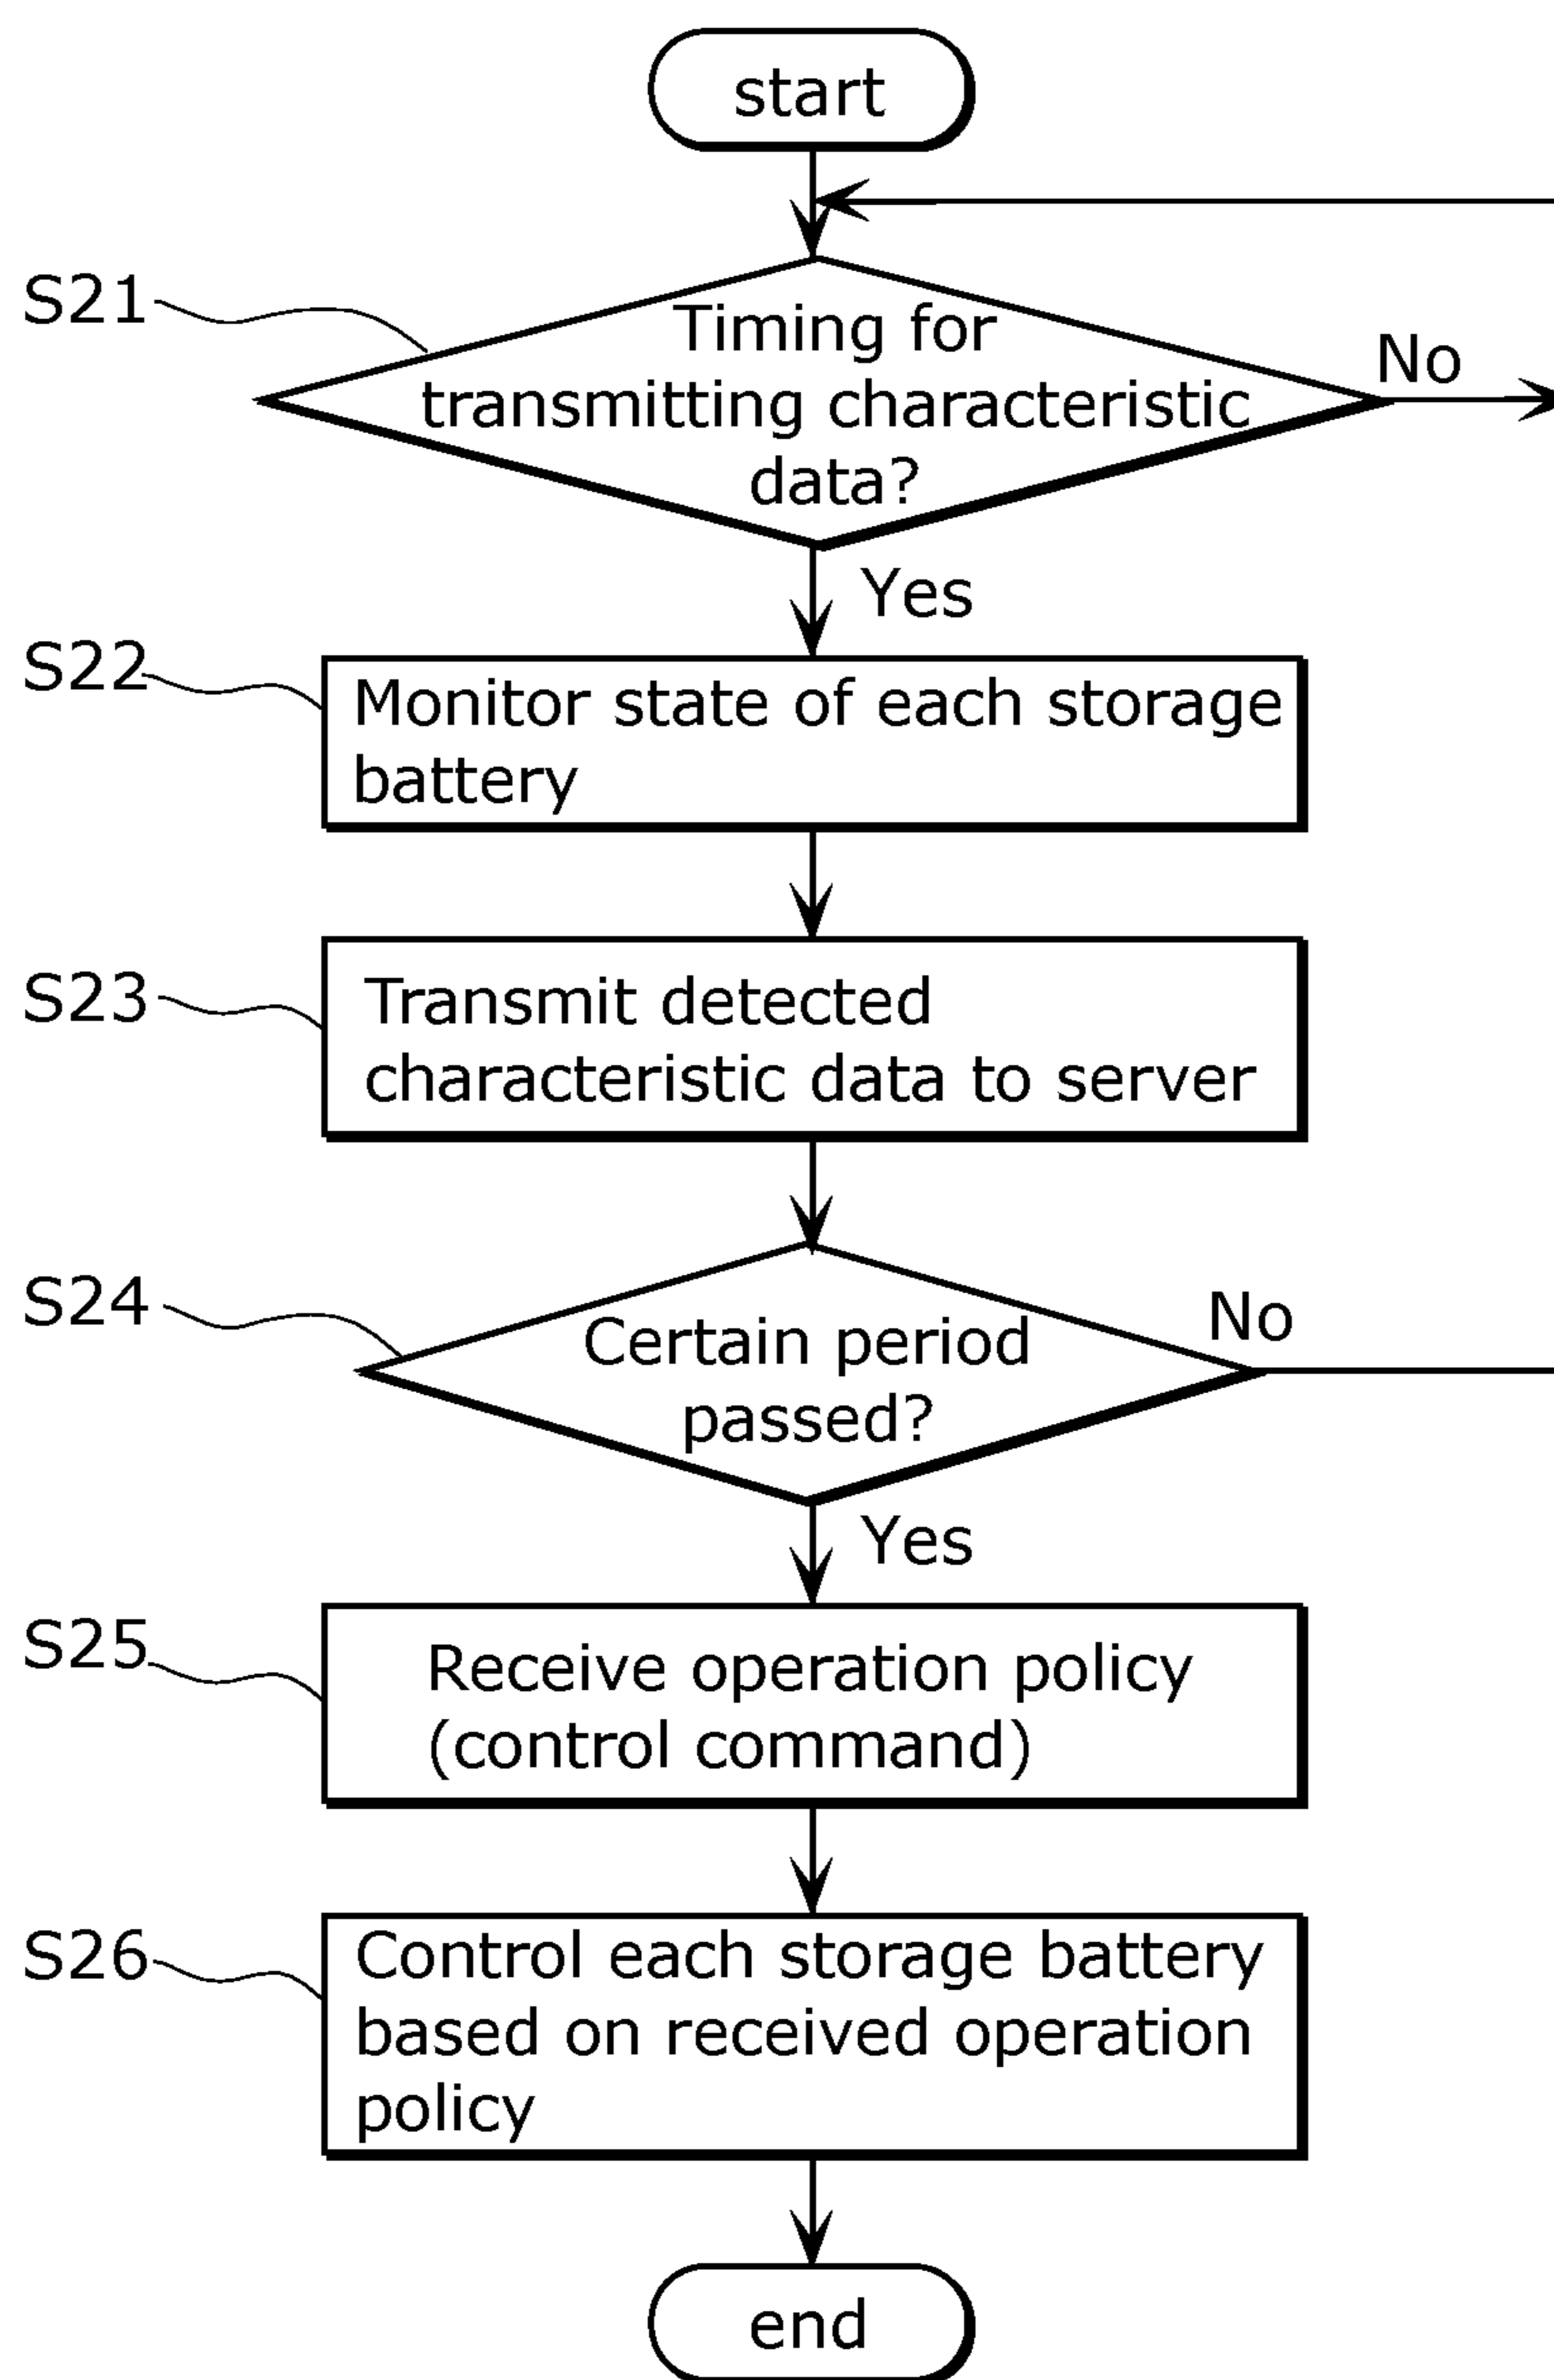 start
S21
Timing for
transmitting characteristic
data?
No
Yes
S22
Monitor state of each storage
battery
S23
Transmit detected
characteristic data to server
S24
Certain period
passed?
No
Yes
S25
Receive operation policy
(control command)
S26
Control each storage battery
based on received operation
policy
end